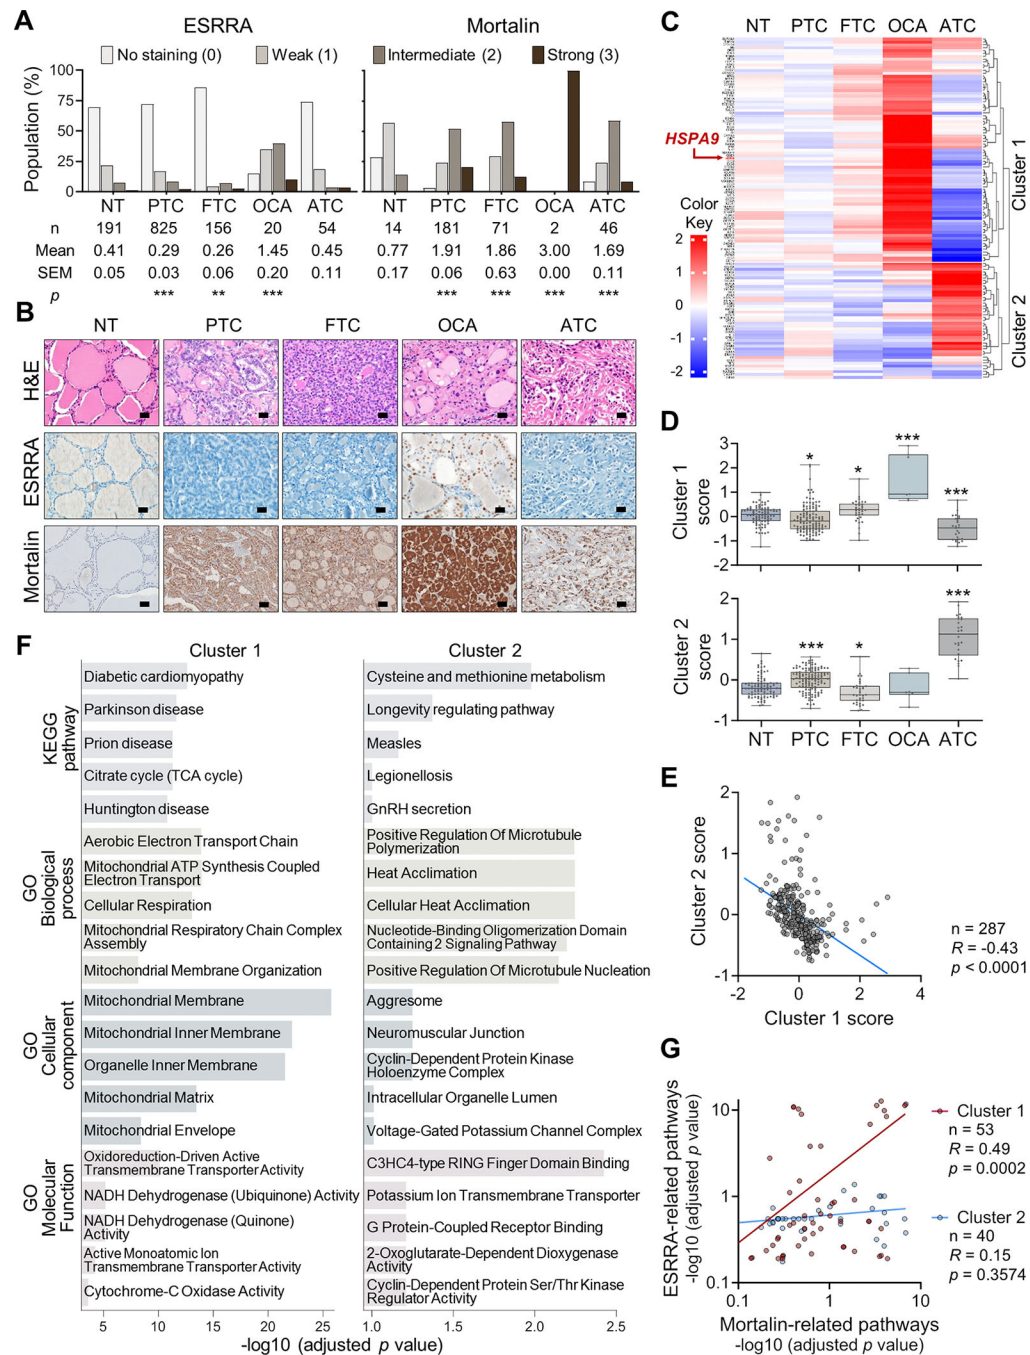 A
ESRRA
Mortalin
No staining (0)
Weak (1)
Intermediate (2)
Strong (3)
Population (%)
100
75
50
25
0
NT PTC FTC OCA ATC NT PTC FTC OCA ATC
n 191 825 156 20 54 14 181 71 2 46
Mean 0.41 0.29 0.26 1.45 0.45 0.77 1.91 1.86 3.00 1.69
SEM 0.05 0.03 0.06 0.20 0.11 0.17 0.06 0.63 0.00 0.11
p *** ** *** *** *** *** ***
B
NT PTC FTC OCA ATC
H&E
ESRRA
Mortalin
C
NT PTC FTC OCA ATC
HSPA9
Color
Key
2
1
0
-1
-2
Cluster 1
Cluster 2
D
Cluster 1
score
3
2
1
0
-1
-2
* * *** ***
Cluster 2
score
2
1
0
-1
*** * ***
NT PTC FTC OCA ATC
E
Cluster 2 score
2
1
0
-1
-2 0 2 4
Cluster 1 score
n = 287
R = -0.43
p < 0.0001
F
Cluster 1
Cluster 2
KEGG
pathway
Diabetic cardiomyopathy
Parkinson disease
Prion disease
Citrate cycle (TCA cycle)
Huntington disease
Cysteine and methionine metabolism
Longevity regulating pathway
Measles
Legionellosis
GnRH secretion
GO
Biological
process
Aerobic Electron Transport Chain
Mitochondrial ATP Synthesis Coupled
Electron Transport
Cellular Respiration
Mitochondrial Respiratory Chain Complex
Assembly
Mitochondrial Membrane Organization
Positive Regulation Of Microtubule
Polymerization
Heat Acclimation
Cellular Heat Acclimation
Nucleotide-Binding Oligomerization Domain
Containing 2 Signaling Pathway
Positive Regulation Of Microtubule Nucleation
GO
Cellular
component
Mitochondrial Membrane
Mitochondrial Inner Membrane
Organelle Inner Membrane
Mitochondrial Matrix
Mitochondrial Envelope
Aggresome
Neuromuscular Junction
Cyclin-Dependent Protein Kinase
Holoenzyme Complex
Intracellular Organelle Lumen
Voltage-Gated Potassium Channel Complex
GO
Molecular
Function
Oxidoreduction-Driven Active
Transmembrane Transporter Activity
NADH Dehydrogenase (Ubiquinone) Activity
NADH Dehydrogenase (Quinone)
Activity
Active Monoatomic Ion
Transmembrane Transporter Activity
Cytochrome-C Oxidase Activity
C3HC4-type RING Finger Domain Binding
Potassium Ion Transmembrane Transporter
G Protein-Coupled Receptor Binding
2-Oxoglutarate-Dependent Dioxygenase
Activity
Cyclin-Dependent Protein Ser/Thr Kinase
Regulator Activity
5 10 15 20 25
1.0 1.5 2.0 2.5
-log10 (adjusted p value)
G
ESRRA-related pathways
-log10 (adjusted p value)
10
1
0.1
0.1 1 10
Mortalin-related pathways
-log10 (adjusted p value)
Cluster 1
n = 53
R = 0.49
p = 0.0002
Cluster 2
n = 40
R = 0.15
p = 0.3574